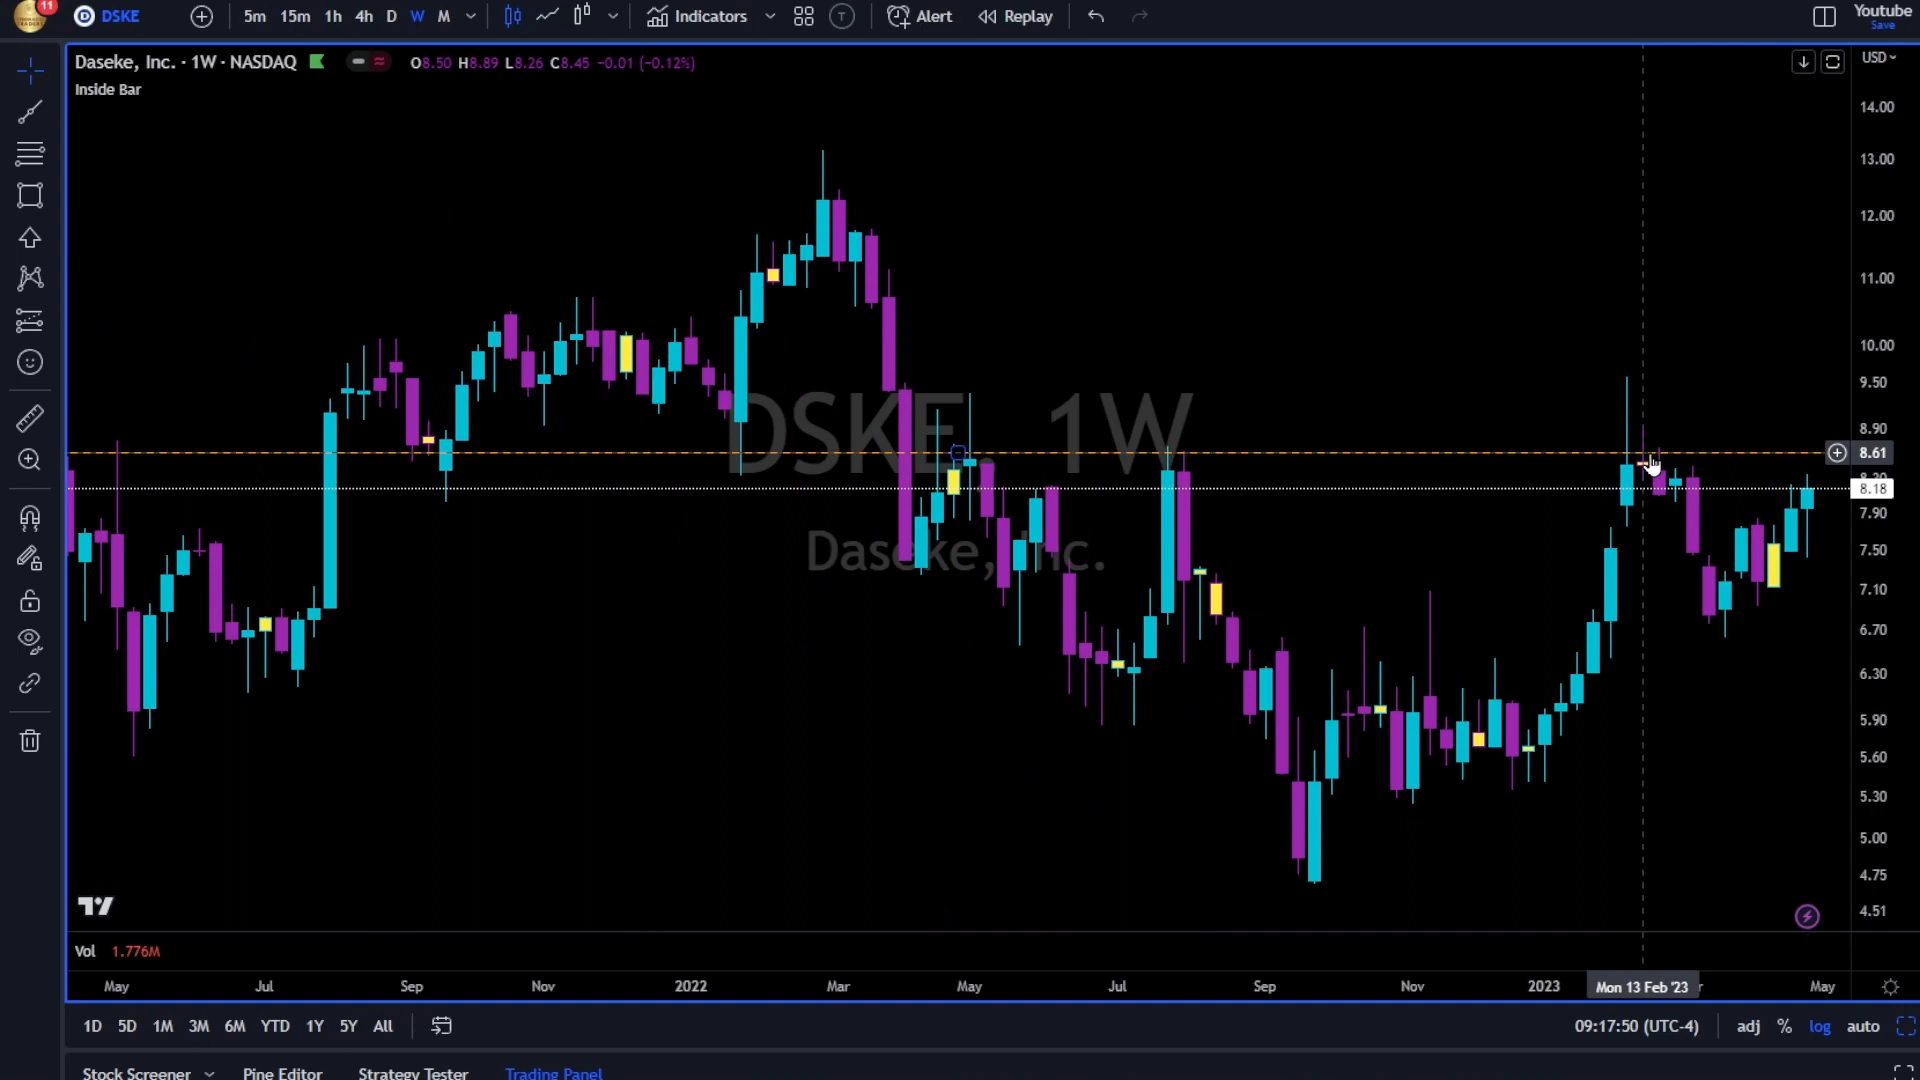 11 DSKE 5m 15m 1h 4h D W M Indicators T Alert Replay Youtube
Save
Daseke, Inc. · 1W · NASDAQ O8.50 H8.89 L8.26 C8.45 −0.01 (−0.12%) USD
Inside Bar
14.00
13.00
12.00
11.00
10.00
9.50
8.90
8.61
8.18
7.90
7.50
7.10
6.70
6.30
5.90
5.60
5.30
5.00
4.75
4.51
DSKE, 1W
Daseke, Inc.
Vol 1.776M
May Jul Sep Nov 2022 Mar May Jul Sep Nov 2023 Mon 13 Feb '23 May
1D 5D 1M 3M 6M YTD 1Y 5Y All 09:17:50 (UTC-4) adj % log auto
Stock Screener Pine Editor Strategy Tester Trading Panel